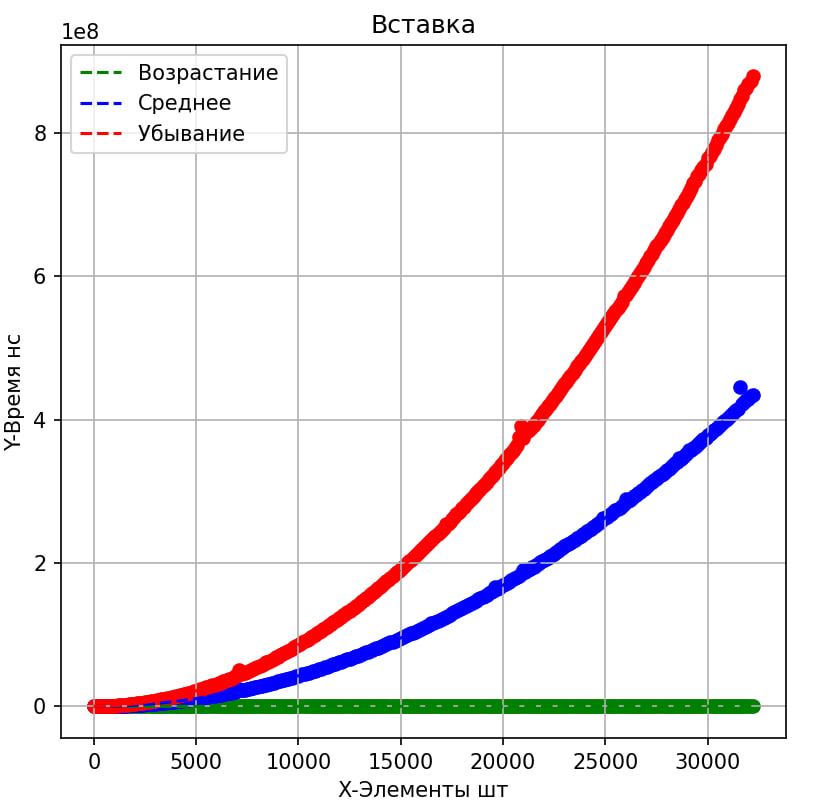 Вставка
1e8
Возрастание
Среднее
Убывание
8
6
4
2
0
Y-Время нс
0 5000 10000 15000 20000 25000 30000
X-Элементы шт